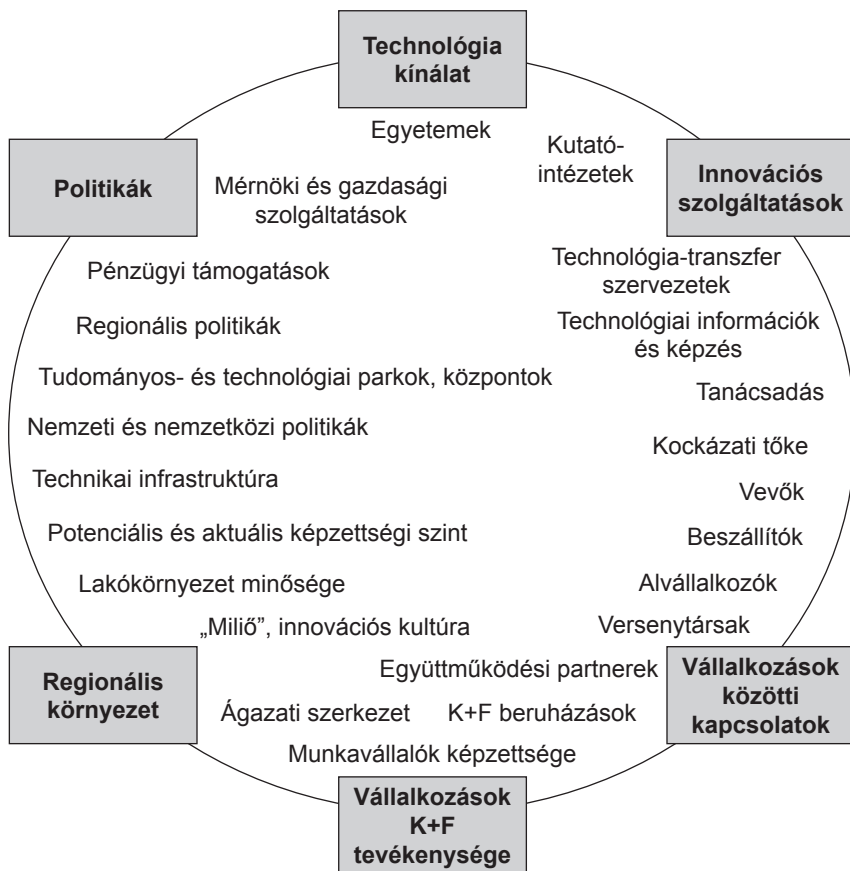 Technológia
kínálat
Egyetemek
Kutató-
intézetek
Politikák
Mérnöki és gazdasági
szolgáltatások
Innovációs
szolgáltatások
Pénzügyi támogatások
Technológia-transzfer
szervezetek
Regionális politikák
Technológiai információk
és képzés
Tudományos- és technológiai parkok, központok
Tanácsadás
Nemzeti és nemzetközi politikák
Kockázati tőke
Technikai infrastruktúra
Vevők
Potenciális és aktuális képzettségi szint
Beszállítók
Lakókörnyezet minősége
Alvállalkozók
„Miliő”, innovációs kultúra
Versenytársak
Regionális
környezet
Együttműködési partnerek
Vállalkozások
közötti
kapcsolatok
Ágazati szerkezet
K+F beruházások
Munkavállalók képzettsége
Vállalkozások
K+F
tevékenysége